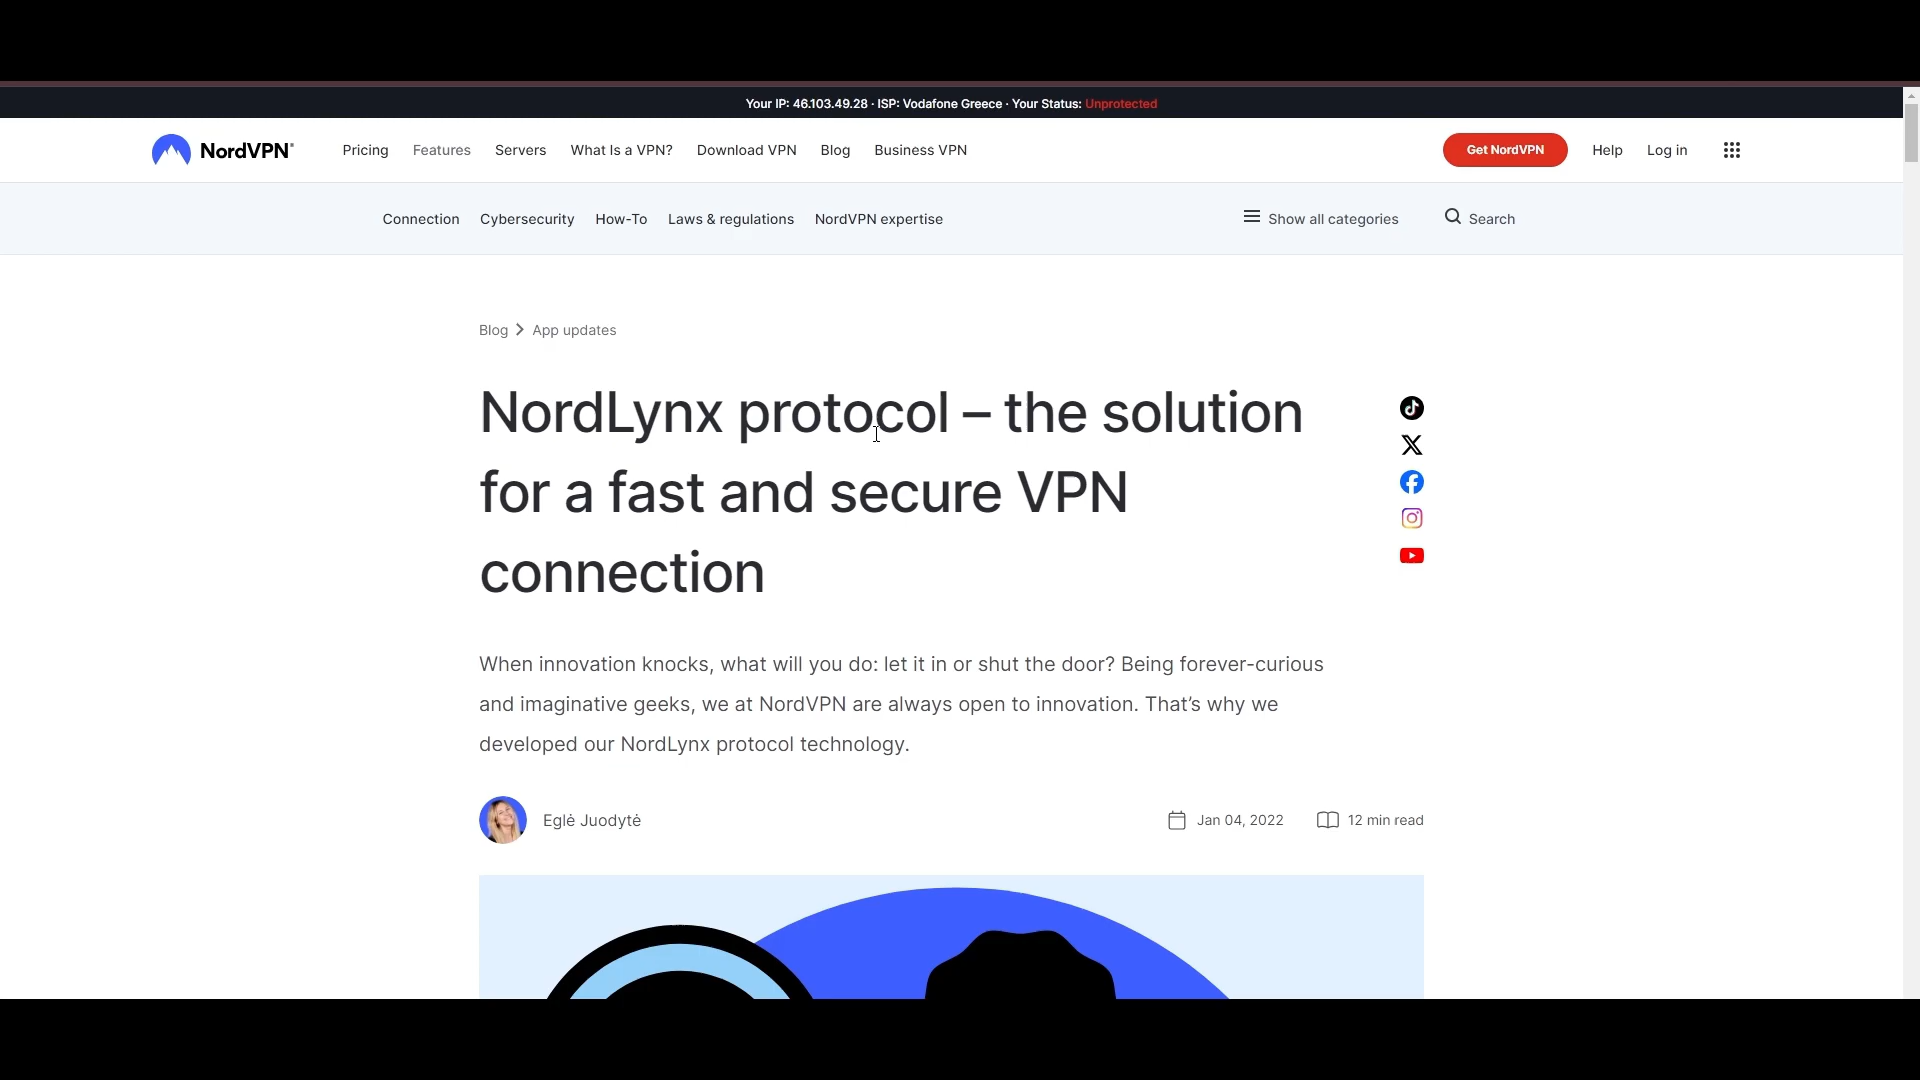 Your IP: 46.103.49.28 · ISP: Vodafone Greece · Your Status: Unprotected
NordVPN®
Pricing
Features
Servers
What Is a VPN?
Download VPN
Blog
Business VPN
Get NordVPN
Help
Log in
Connection
Cybersecurity
How-To
Laws & regulations
NordVPN expertise
Show all categories
Search
Blog
App updates
NordLynx protocol – the solution
for a fast and secure VPN
connection
When innovation knocks, what will you do: let it in or shut the door? Being forever-curious
and imaginative geeks, we at NordVPN are always open to innovation. That’s why we
developed our NordLynx protocol technology.
Eglė Juodytė
Jan 04, 2022
12 min read